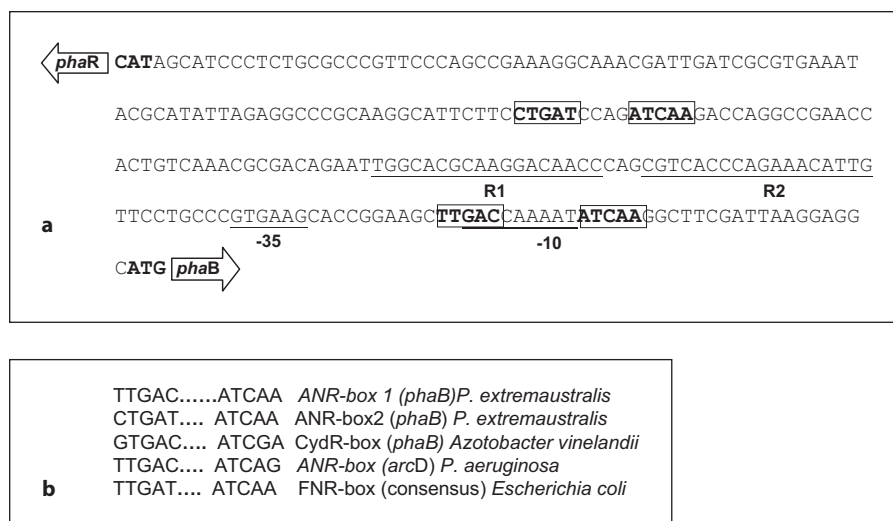 phaR CATAGCATCCCTCTGCGCCCGTTCCCAGCCGAAAGGCAAACGATTGATCGCGTGAAAT
ACGCATATTAGAGGCCCGCAAGGCATTCTTCCTGATCCAGATCAAGACCAGGCCGAACC
ACTGTCAAACGCGACAGAATTGGCACGCAAGGACAACCCAGCGTCACCCAGAAACATTG
R1 R2
a TTCCTGCCCGTGAAGCACCGGAAGCTTGACCAAAATATCAAGGCTTCGATTAAGGAGG
-35 -10
CATG phaB
TTGAC......ATCAA ANR-box 1 (phaB)P. extremaustralis
CTGAT.... ATCAA ANR-box2 (phaB) P. extremaustralis
GTGAC.... ATCGA CydR-box (phaB) Azotobacter vinelandii
TTGAC.... ATCAG ANR-box (arcD) P. aeruginosa
b TTGAT.... ATCAA FNR-box (consensus) Escherichia coli